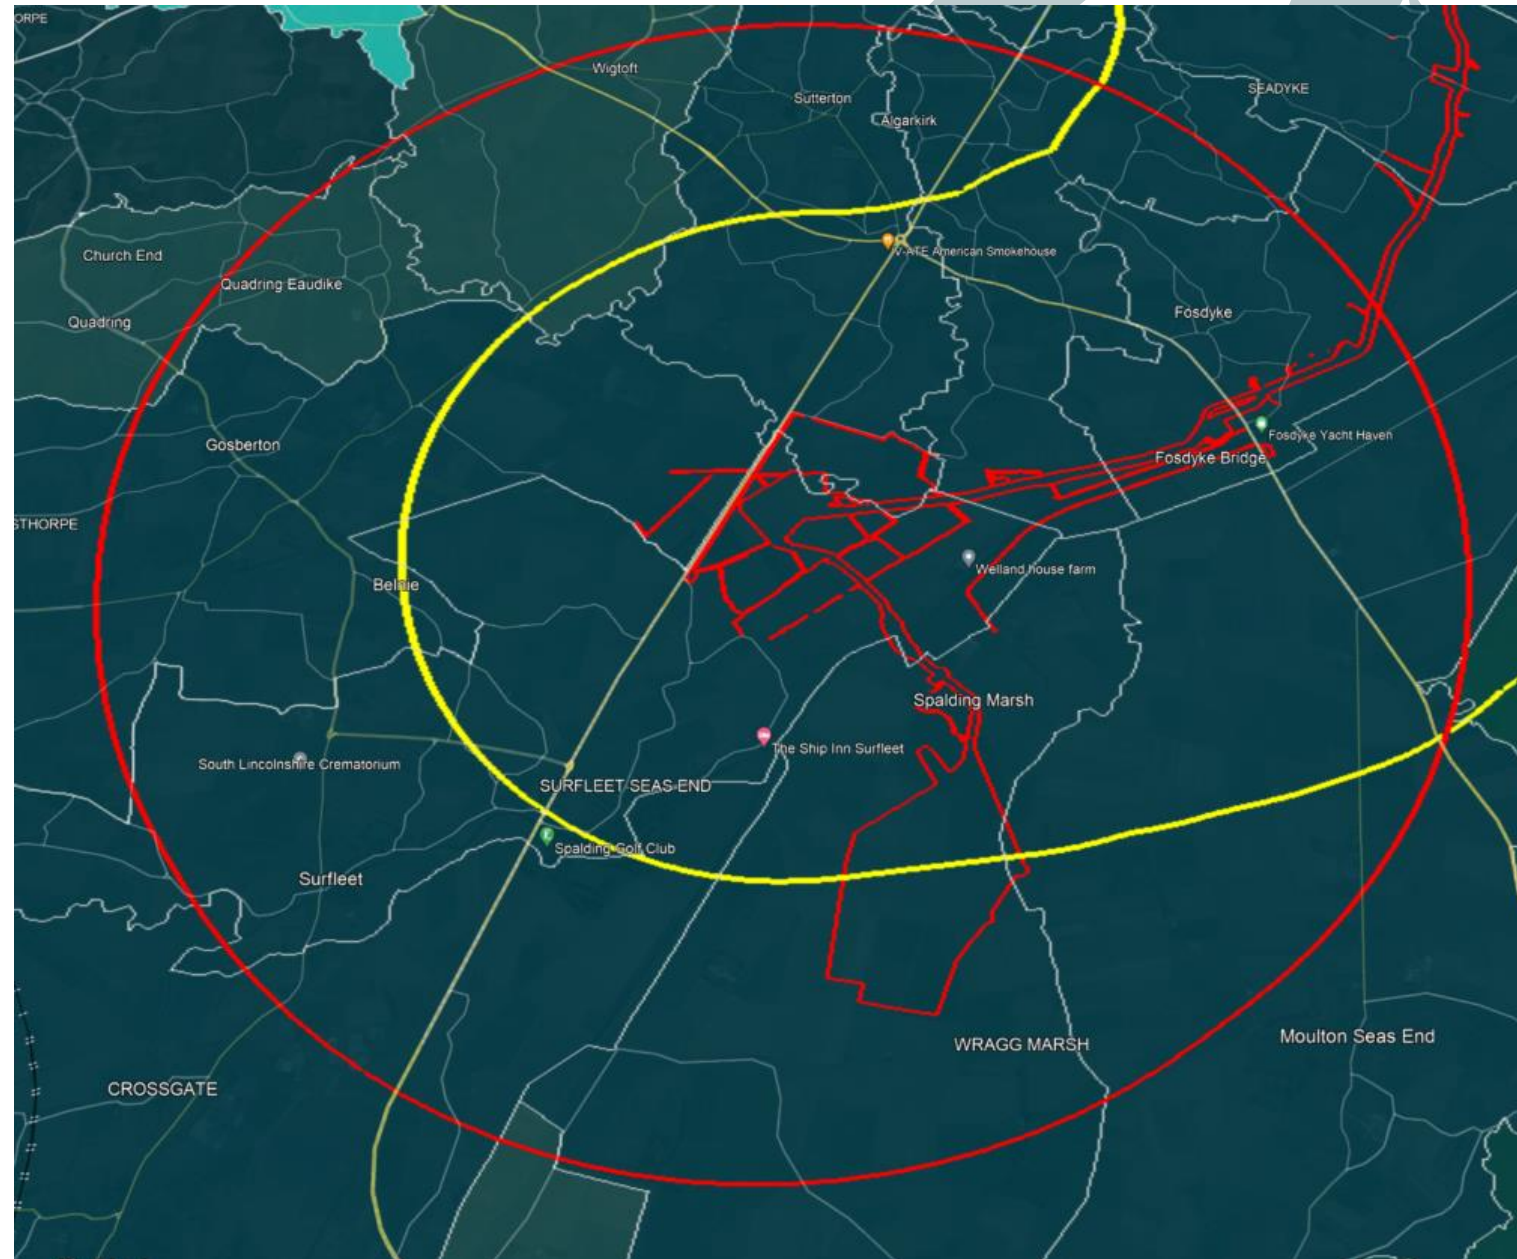 ORPE
Wigtoft
SEADYKE
Sutterton
Algarkirk
Church End
V-ATE American Smokehouse
Quadring Eaudike
Fosdyke
Quadring
Gosberton
Fosdyke Yacht Haven
Fosdyke Bridge
STHORPE
Welland house farm
Belnie
Spalding Marsh
The Ship Inn Surfleet
South Lincolnshire Crematorium
SURFLEET SEAS END
Spalding Golf Club
Surfleet
Moulton Seas End
WRAGG MARSH
CROSSGATE